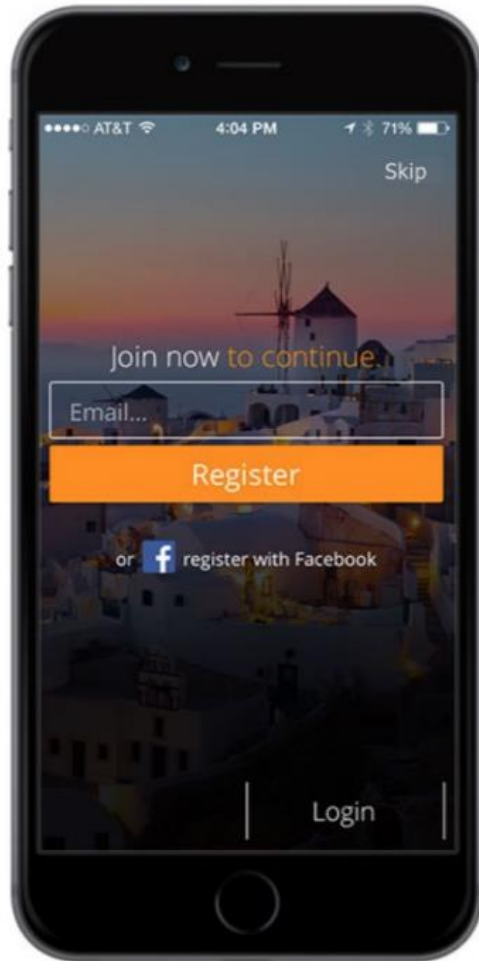 AT&T 4:04 PM 71%
Skip
Join now to continue.
Email...
Register
or f register with Facebook
Login